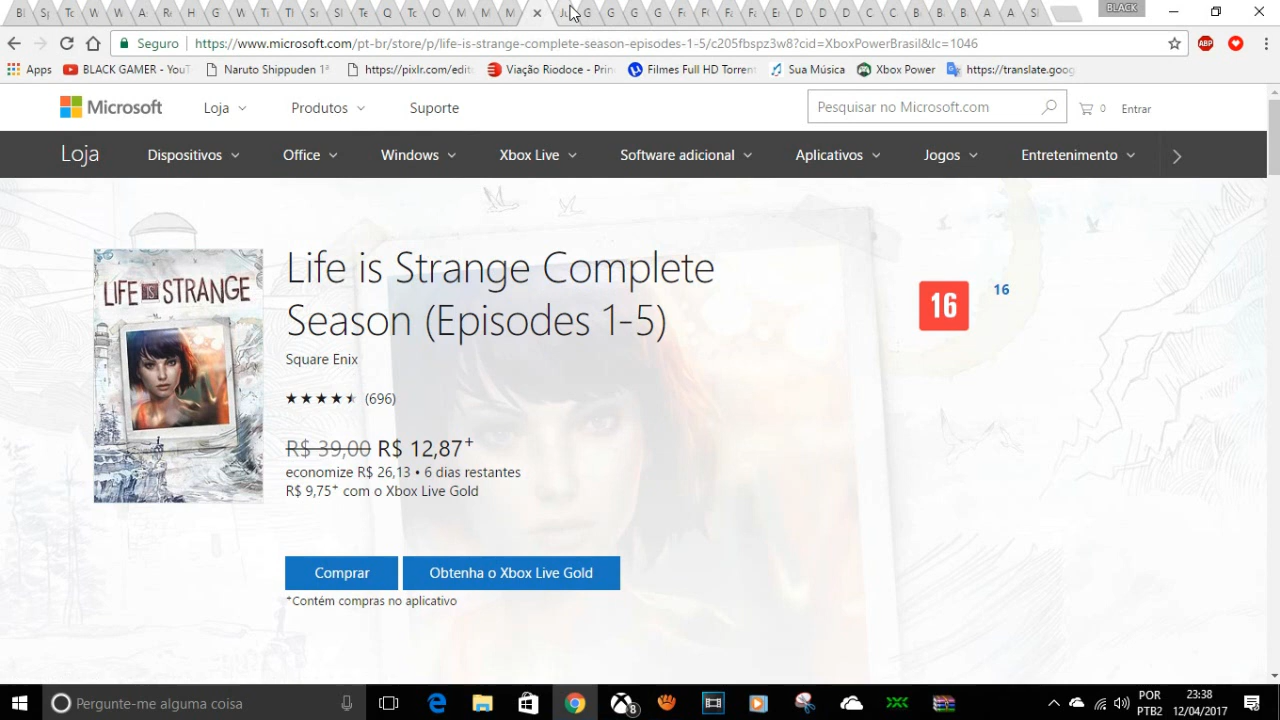 BLACK
Seguro
https://www.microsoft.com/pt-br/store/p/life-is-strange-complete-season-episodes-1-5/c205fbspz3w8?cid=XboxPowerBrasil&lc=1046
ABP
Apps
BLACK GAMER - YouT
Naruto Shippuden 1ª
https://pixlr.com/edito
Viação Riodoce - Prin
Filmes Full HD Torrent
Sua Música
Xbox Power
https://translate.goog
Microsoft
Loja
Produtos
Suporte
Pesquisar no Microsoft.com
0
Entrar
Loja
Dispositivos
Office
Windows
Xbox Live
Software adicional
Aplicativos
Jogos
Entretenimento
LIFE IS STRANGE
Life is Strange Complete
Season (Episodes 1-5)
16
16
Square Enix
(696)
R$ 39,00 R$ 12,87+
economize R$ 26,13 • 6 dias restantes
R$ 9,75+ com o Xbox Live Gold
Comprar
Obtenha o Xbox Live Gold
+Contém compras no aplicativo
Pergunte-me alguma coisa
8
POR
PTB2
23:38
12/04/2017